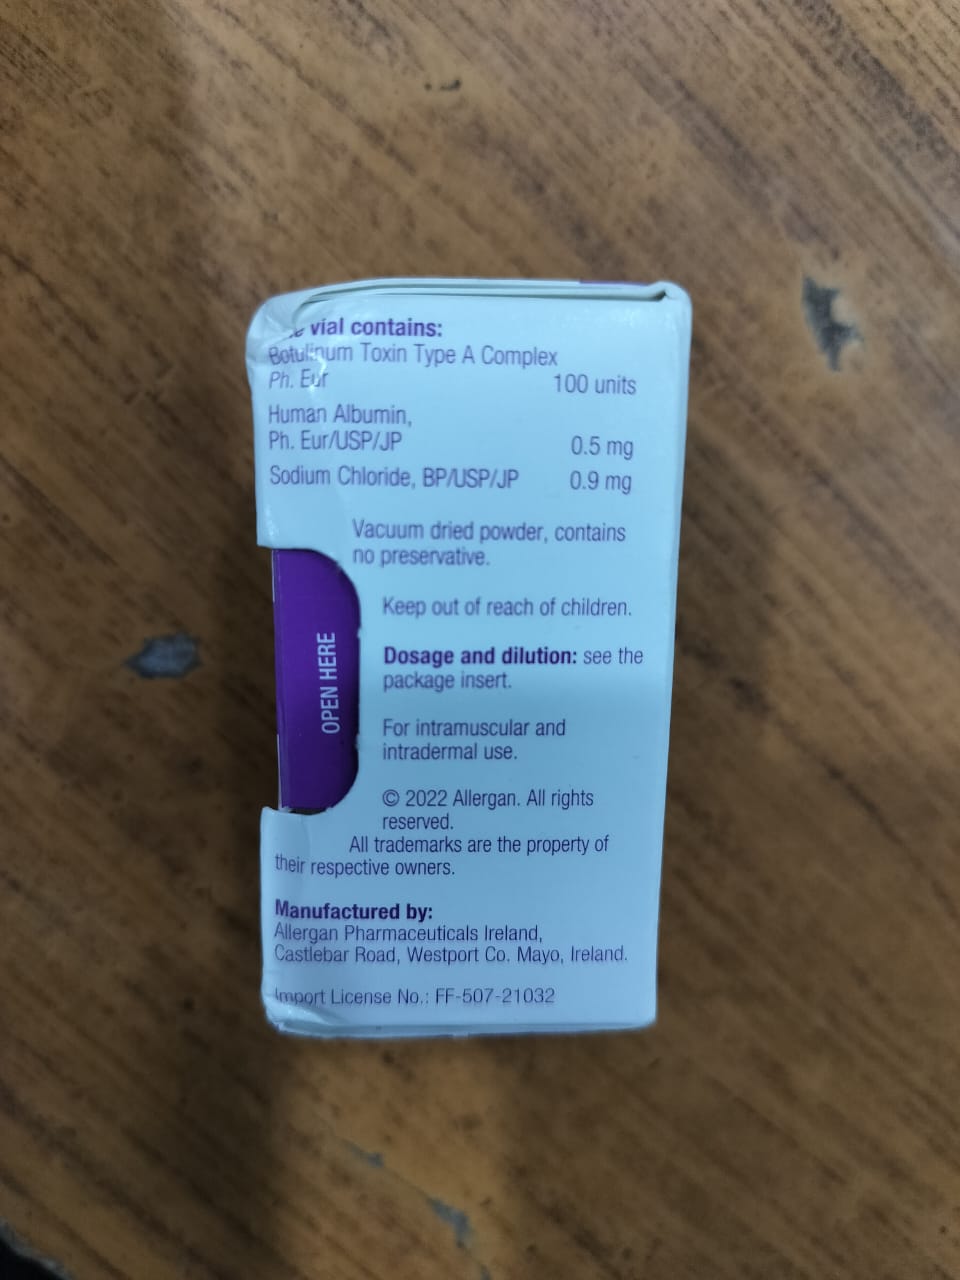 vial contains:
Botulinum Toxin Type A Complex
Ph. Eur 100 units
Human Albumin,
Ph. Eur/USP/JP 0.5 mg
Sodium Chloride, BP/USP/JP 0.9 mg
Vacuum dried powder, contains
no preservative.
Keep out of reach of children.
Dosage and dilution: see the
package insert.
OPEN HERE
For intramuscular and
intradermal use.
© 2022 Allergan. All rights
reserved.
All trademarks are the property of
their respective owners.
Manufactured by:
Allergan Pharmaceuticals Ireland,
Castlebar Road, Westport Co. Mayo, Ireland.
Import License No.: FF-507-21032